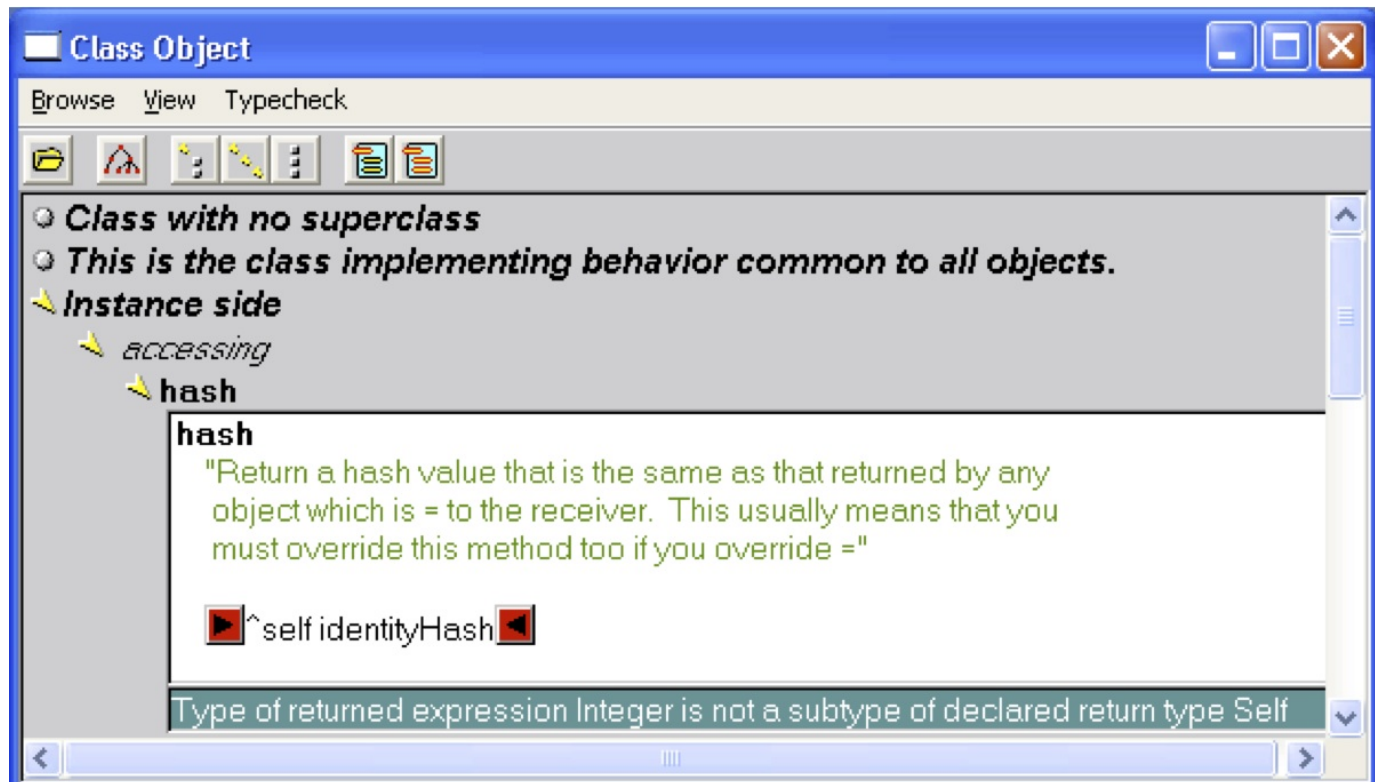 Class Object
Browse View Typecheck
Class with no superclass
This is the class implementing behavior common to all objects.
Instance side
accessing
hash
hash
"Return a hash value that is the same as that returned by any
object which is = to the receiver. This usually means that you
must override this method too if you override ="
^self identityHash
Type of returned expression Integer is not a subtype of declared return type Self